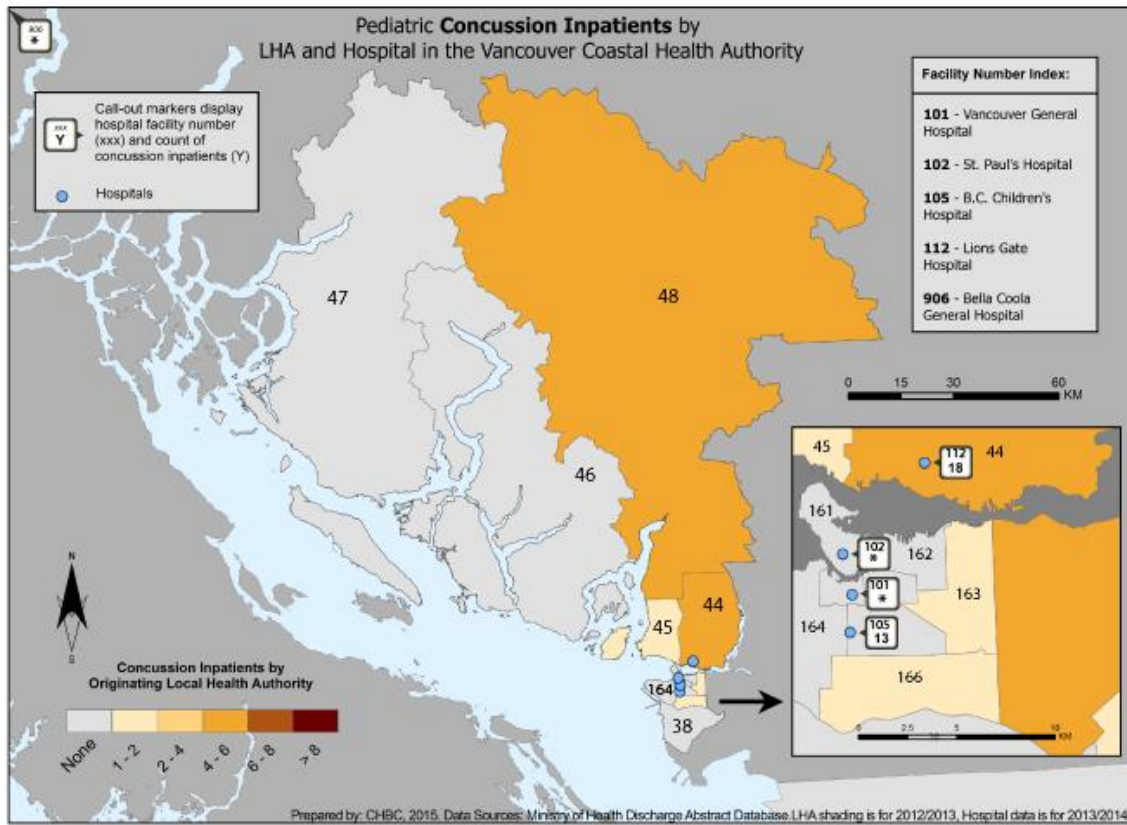 Pediatric Concussion Inpatients by
LHA and Hospital in the Vancouver Coastal Health Authority
*
Call-out markers display
hospital facility number
(xxx) and count of
concussion inpatients (Y)
xxx
Y
Hospitals
Facility Number Index:
101 - Vancouver General
Hospital
102 - St. Paul's Hospital
105 - B.C. Children's
Hospital
112 - Lions Gate
Hospital
906 - Bella Coola
General Hospital
47
48
46
45
44
164
38
0 15 30 60
KM
45
44
112
18
161
102
*
162
101
*
163
164
105
13
166
0 2.5 5 10
KM
N
S
Concussion Inpatients by
Originating Local Health Authority
None
1 - 2
2 - 4
4 - 6
6 - 8
> 8
Prepared by: CHBC, 2015. Data Sources: Ministry of Health Discharge Abstract Database.LHA shading is for 2012/2013, Hospital data is for 2013/2014